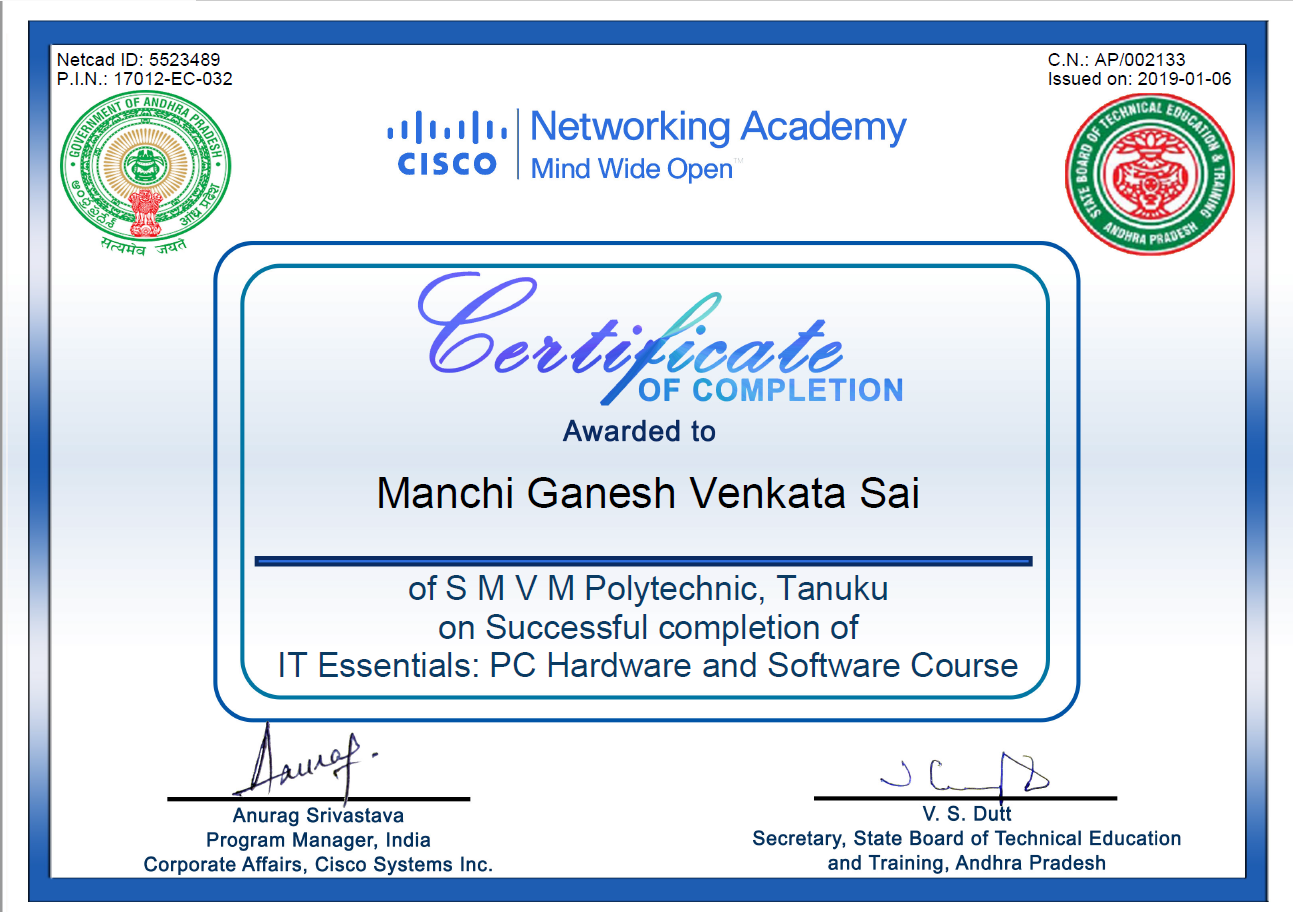 Netcad ID: 5523489
P.I.N.: 17012-EC-032
C.N.: AP/002133
Issued on: 2019-01-06
GOVERNMENT OF ANDHRA PRADESH
ఆంధ్రప్రదేశ్
आंध्र प्रदेश
सत्यमेव जयते
CISCO
Networking Academy
Mind Wide Open™
STATE BOARD OF TECHNICAL EDUCATION & TRAINING
ANDHRA PRADESH
Certificate
OF COMPLETION
Awarded to
Manchi Ganesh Venkata Sai
of S M V M Polytechnic, Tanuku
on Successful completion of
IT Essentials: PC Hardware and Software Course
Anurag Srivastava
Program Manager, India
Corporate Affairs, Cisco Systems Inc.
V. S. Dutt
Secretary, State Board of Technical Education
and Training, Andhra Pradesh